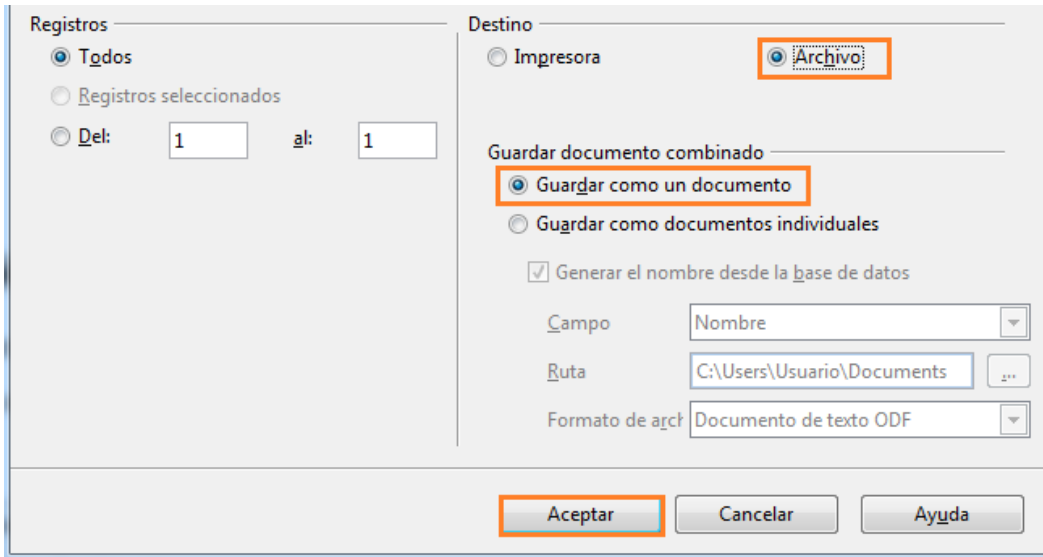 Registros
Todos
Registros seleccionados
Del: 1 al: 1
Destino
Impresora Archivo
Guardar documento combinado
Guardar como un documento
Guardar como documentos individuales
Generar el nombre desde la base de datos
Campo Nombre
Ruta C:\Users\Usuario\Documents ...
Formato de arch Documento de texto ODF
Aceptar Cancelar Ayuda